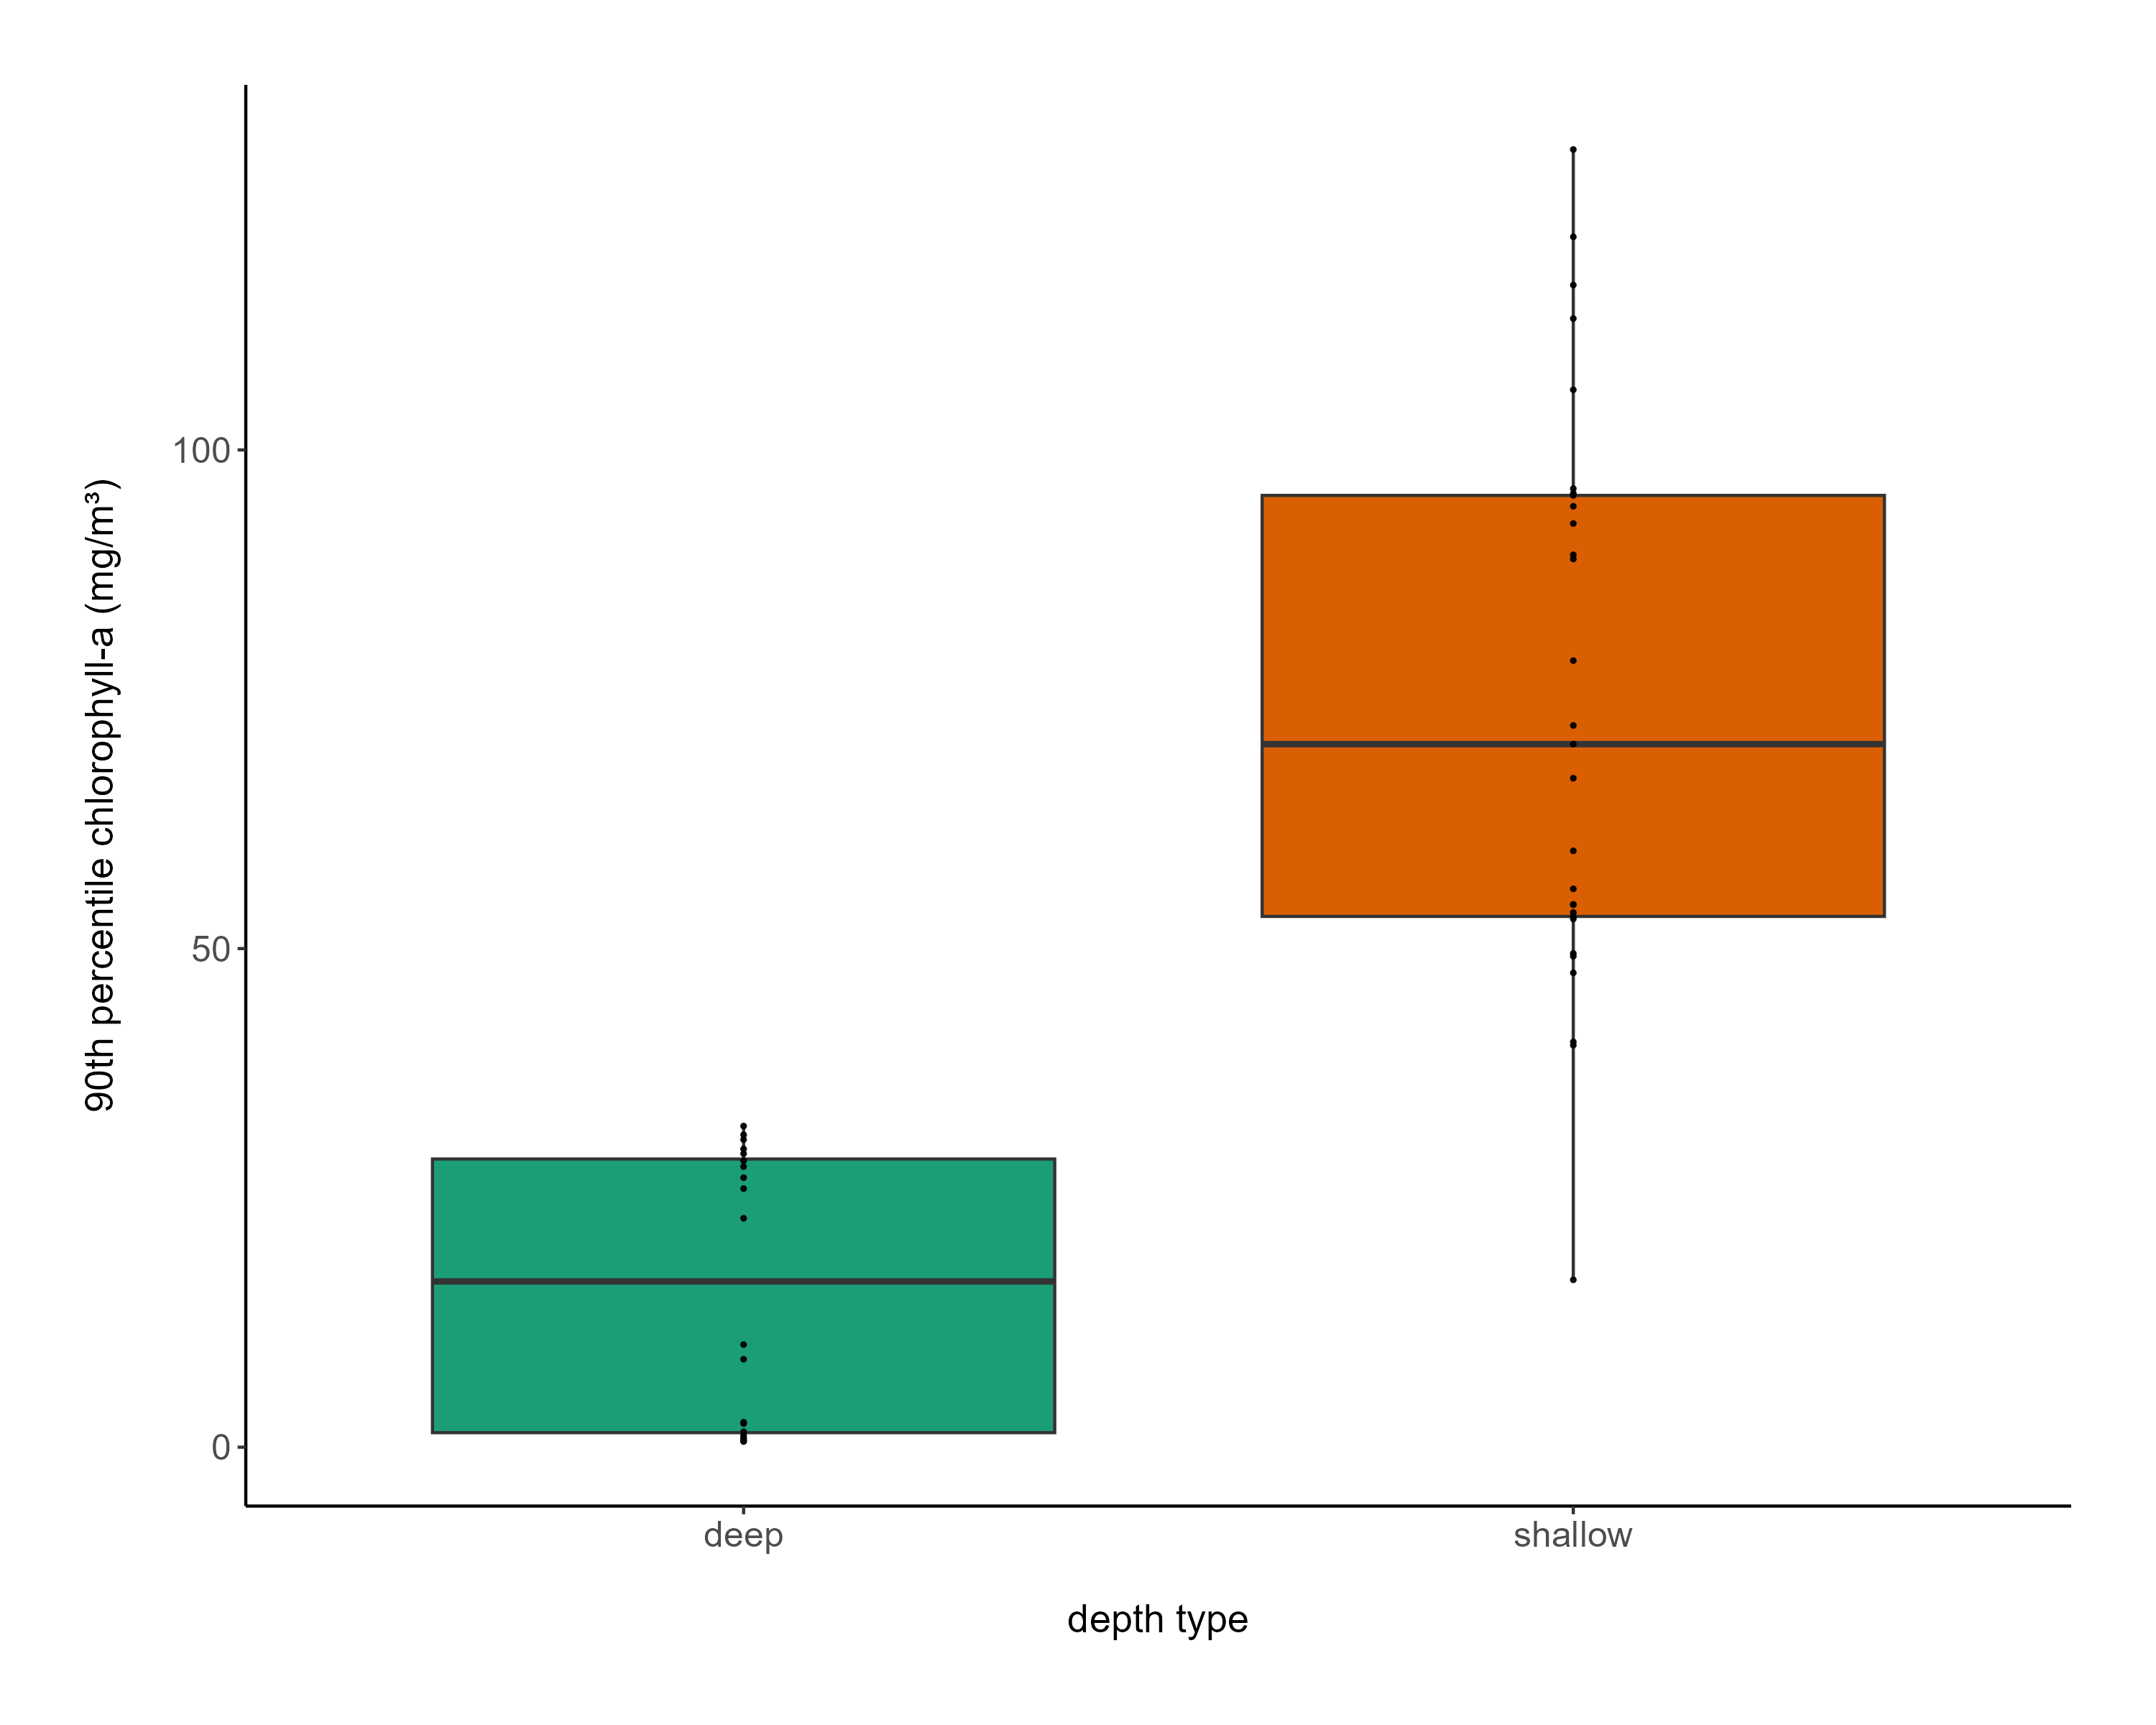 90th percentile chlorophyll-a (mg/m³)
100
50
0
deep
shallow
depth type